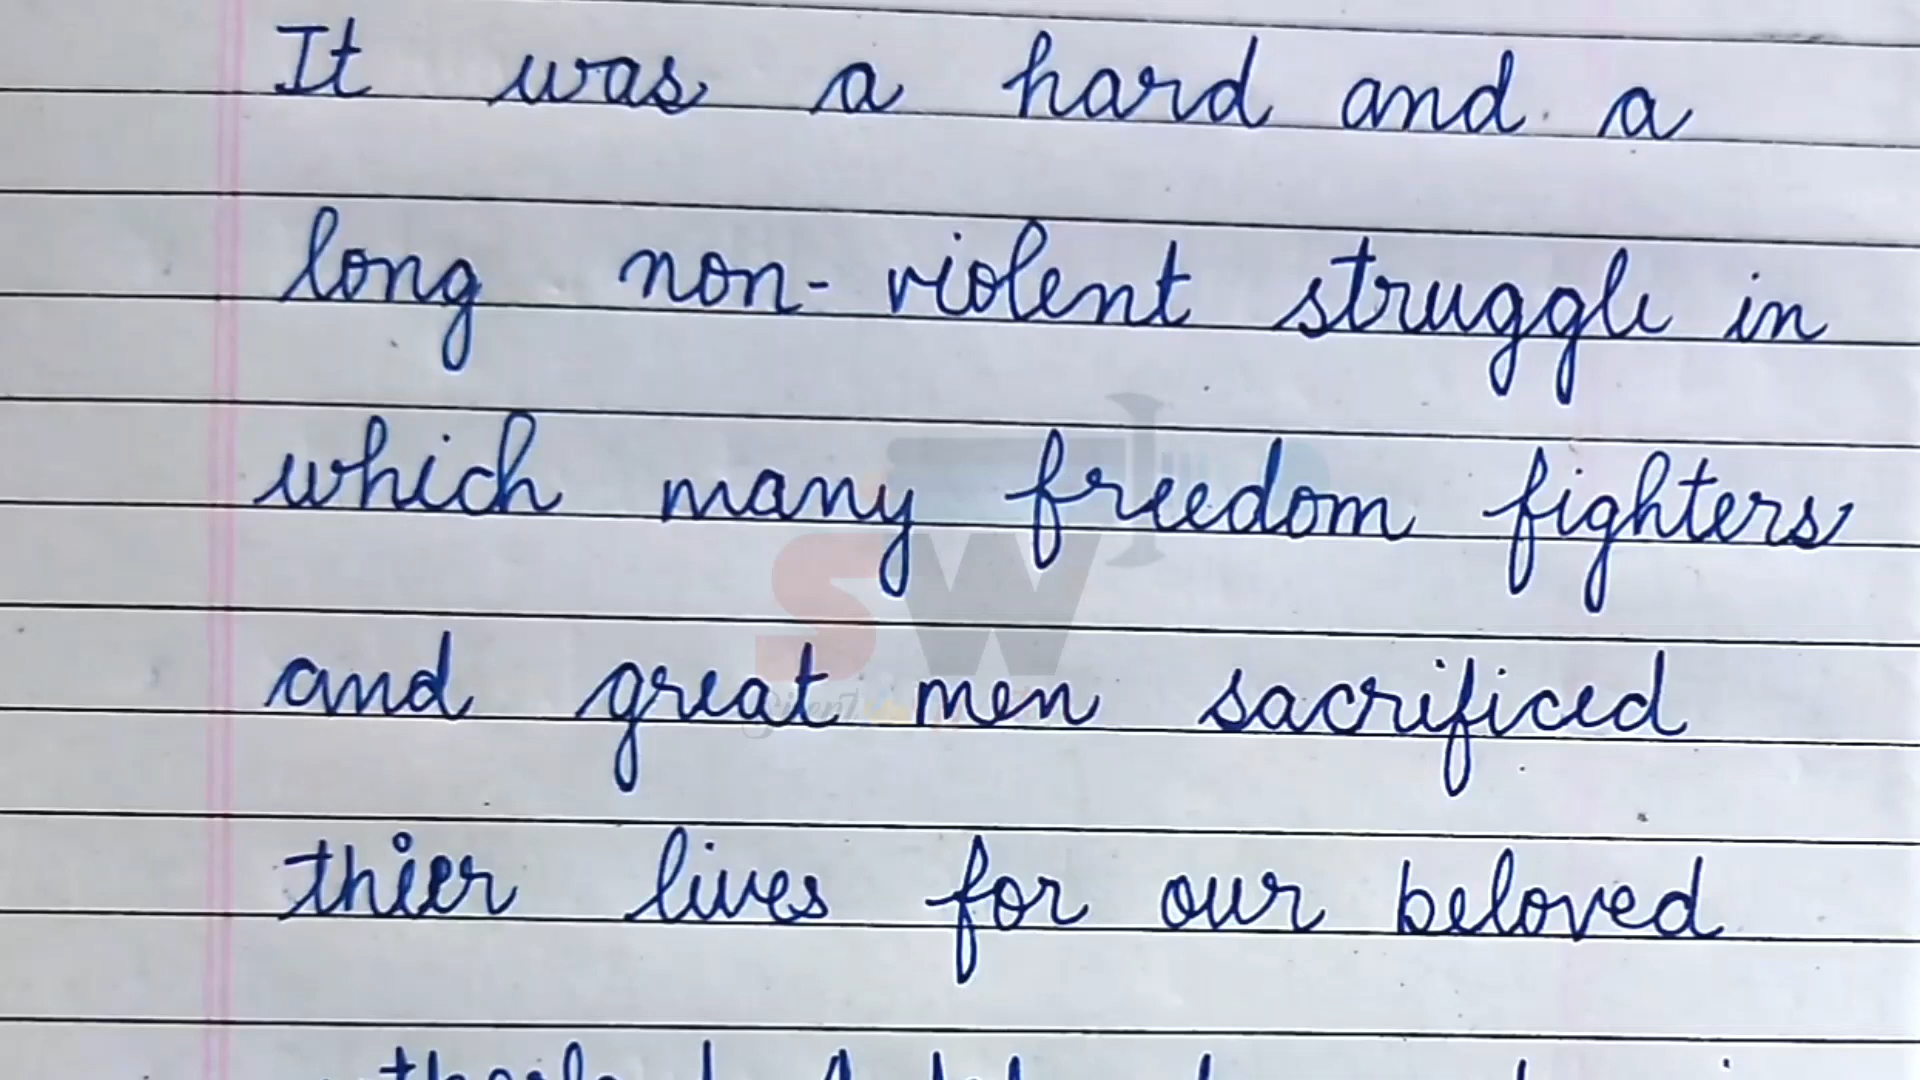 It was a hard and a
long non-violent struggle in
which many freedom fighters
SW
and great men sacrificed
thier lives for our beloved